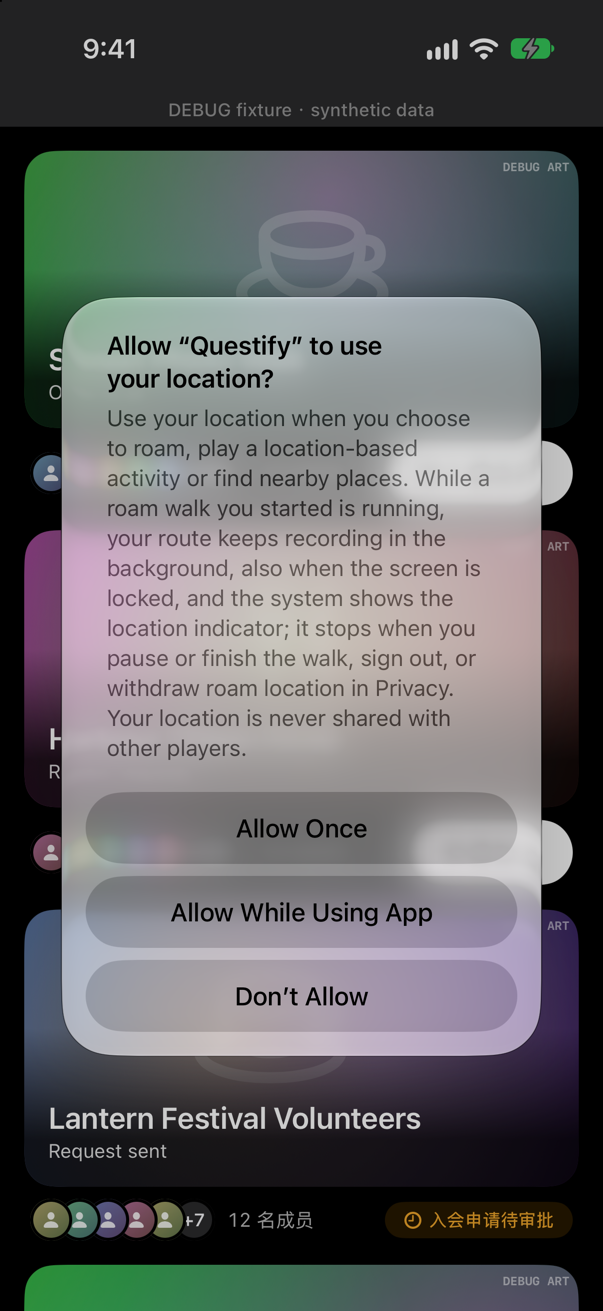 9:41
DEBUG fixture · synthetic data
DEBUG ART
S
O
Allow “Questify” to use
your location?
Use your location when you choose
to roam, play a location-based
activity or find nearby places. While a
roam walk you started is running,
your route keeps recording in the
background, also when the screen is
locked, and the system shows the
location indicator; it stops when you
pause or finish the walk, sign out, or
withdraw roam location in Privacy.
Your location is never shared with
other players.
ART
H
R
Allow Once
Allow While Using App
Don’t Allow
ART
Lantern Festival Volunteers
Request sent
+7 12 名成员 入会申请待审批
DEBUG ART